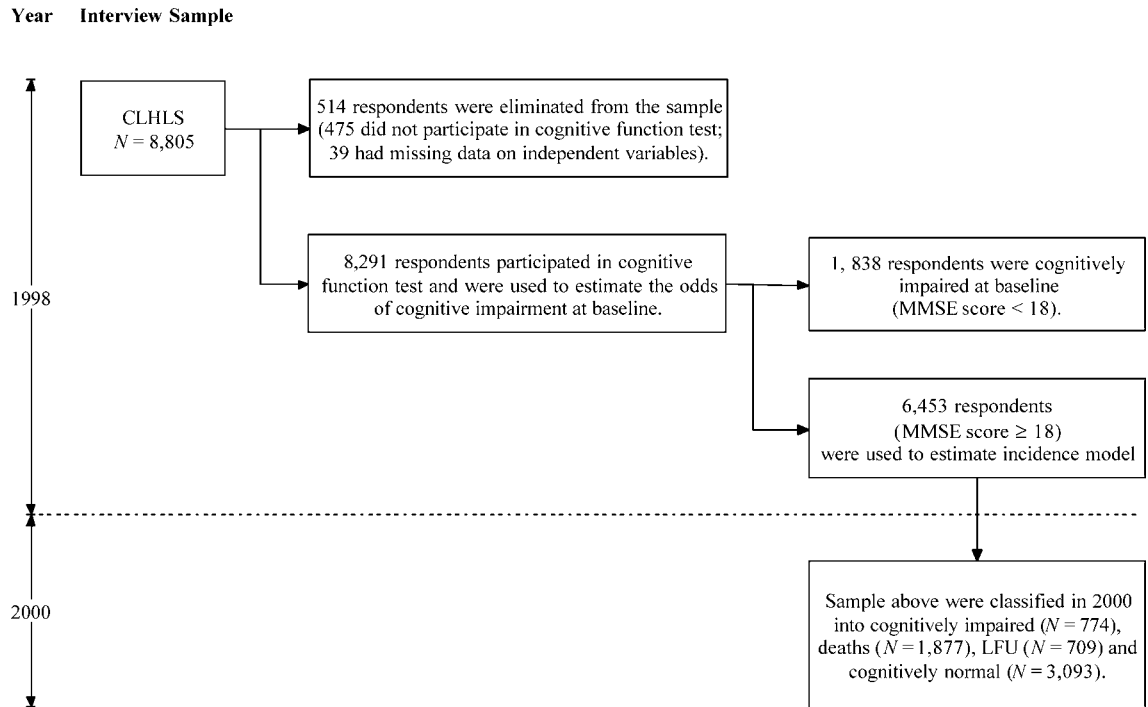 Year Interview Sample
CLHLS
N = 8,805
514 respondents were eliminated from the sample
(475 did not participate in cognitive function test;
39 had missing data on independent variables).
8,291 respondents participated in cognitive
function test and were used to estimate the odds
of cognitive impairment at baseline.
1, 838 respondents were cognitively
impaired at baseline
(MMSE score < 18).
1998
6,453 respondents
(MMSE score ≥ 18)
were used to estimate incidence model
2000
Sample above were classified in 2000
into cognitively impaired (N = 774),
deaths (N = 1,877), LFU (N = 709) and
cognitively normal (N = 3,093).